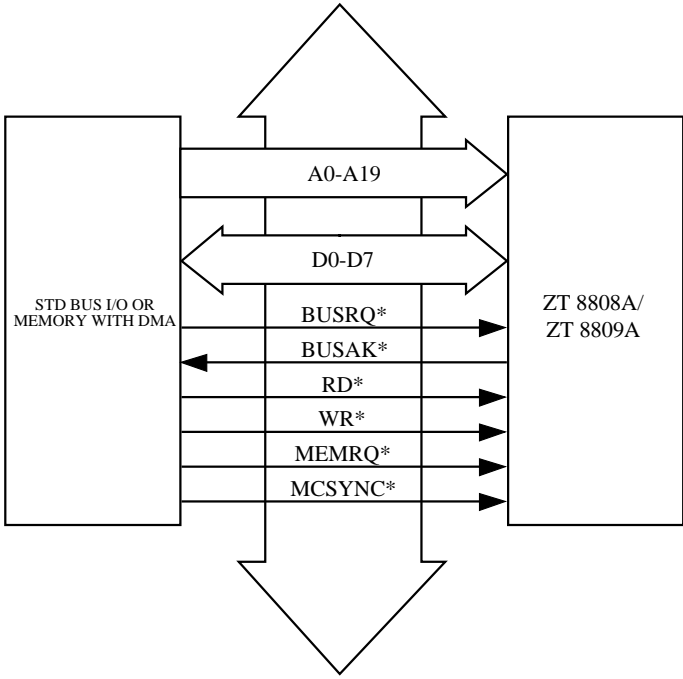 A0-A19
D0-D7
STD BUS I/O OR
MEMORY WITH DMA
ZT 8808A/
ZT 8809A
BUSRQ*
BUSAK*
RD*
WR*
MEMRQ*
MCSYNC*